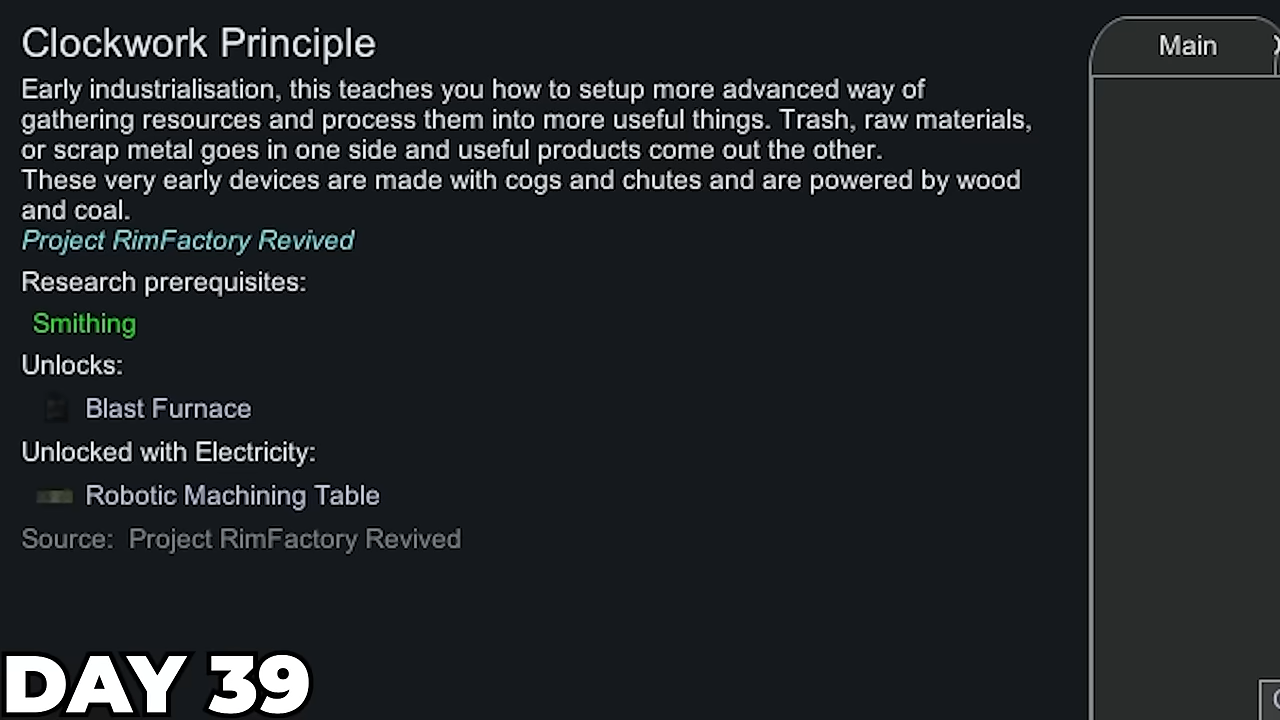 Clockwork Principle
Main
Early industrialisation, this teaches you how to setup more advanced way of
gathering resources and process them into more useful things. Trash, raw materials,
or scrap metal goes in one side and useful products come out the other.
These very early devices are made with cogs and chutes and are powered by wood
and coal.
Project RimFactory Revived
Research prerequisites:
Smithing
Unlocks:
Blast Furnace
Unlocked with Electricity:
Robotic Machining Table
Source: Project RimFactory Revived
DAY 39